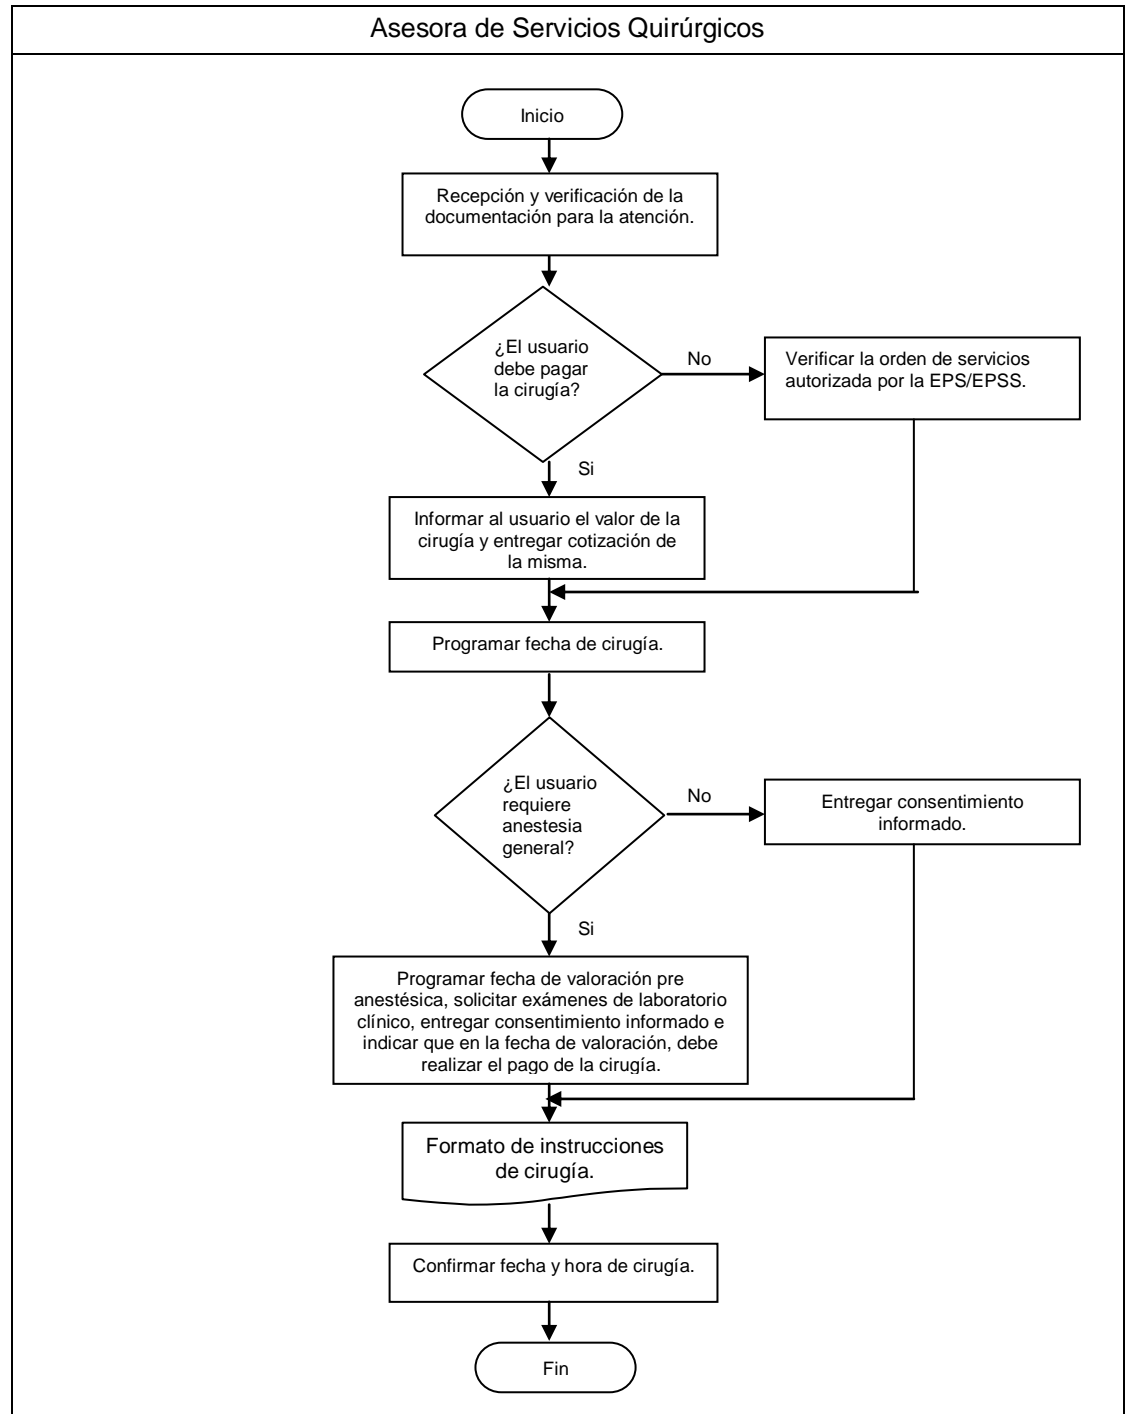 Asesora de Servicios Quirúrgicos
Inicio
Recepción y verificación de la
documentación para la atención.
¿El usuario
debe pagar
la cirugía?
No
Verificar la orden de servicios
autorizada por la EPS/EPSS.
Si
Informar al usuario el valor de la
cirugía y entregar cotización de
la misma.
Programar fecha de cirugía.
¿El usuario
requiere
anestesia
general?
No
Entregar consentimiento
informado.
Si
Programar fecha de valoración pre
anestésica, solicitar exámenes de laboratorio
clínico, entregar consentimiento informado e
indicar que en la fecha de valoración, debe
realizar el pago de la cirugía.
Formato de instrucciones
de cirugía.
Confirmar fecha y hora de cirugía.
Fin